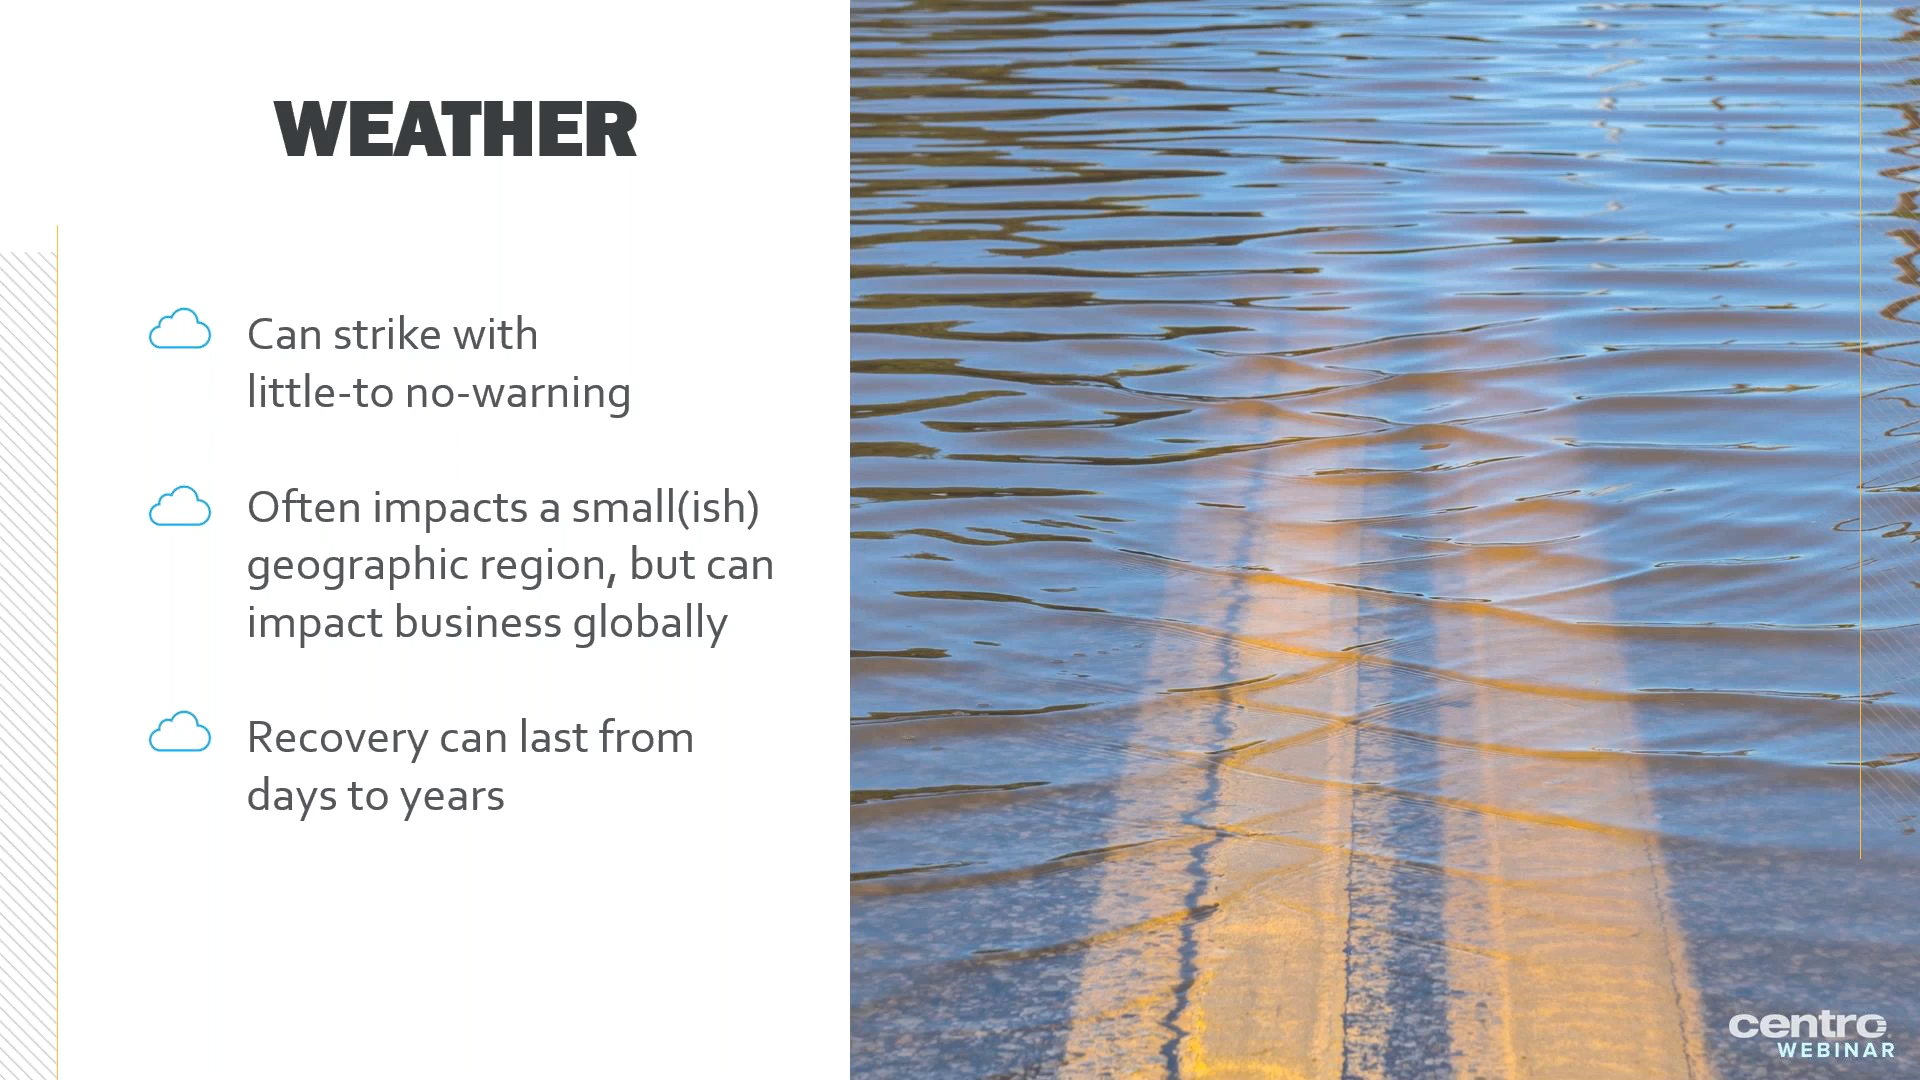 WEATHER
Can strike with
little-to no-warning
Often impacts a small(ish)
geographic region, but can
impact business globally
Recovery can last from
days to years
centro
WEBINAR